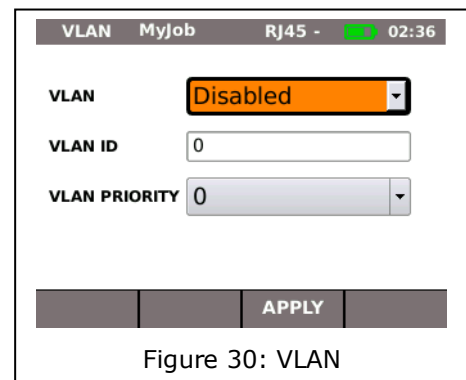 VLAN MyJob RJ45 - 02:36
VLAN Disabled
VLAN ID 0
VLAN PRIORITY 0
APPLY
Figure 30: VLAN